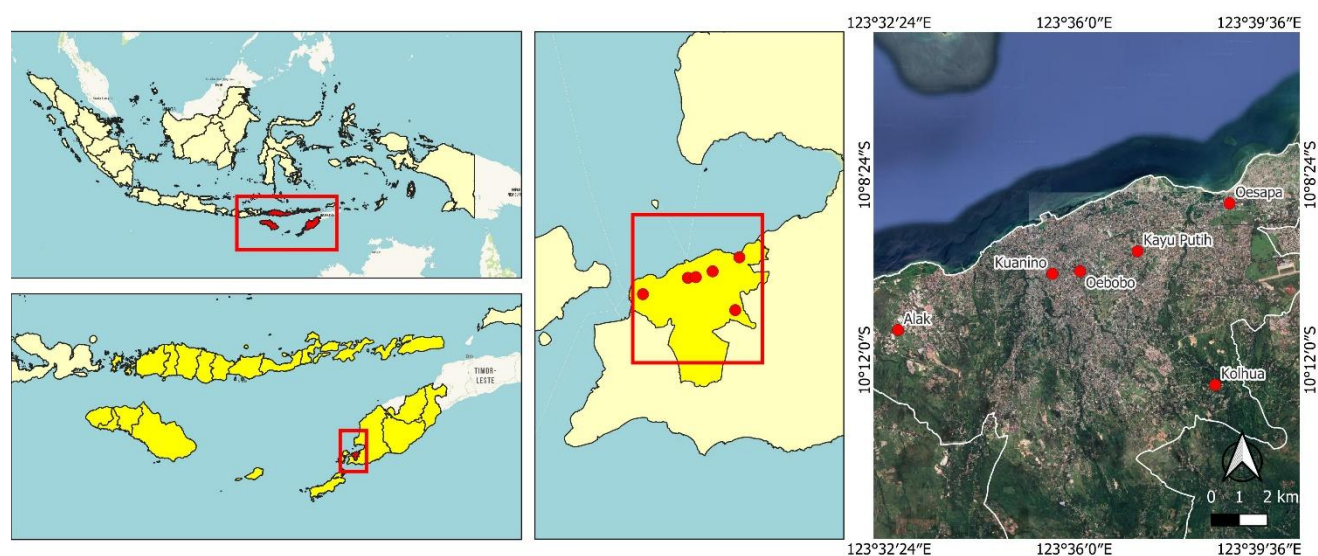 TIMOR-
LESTE
123°32′24″E
123°36′0″E
123°39′36″E
10°8′24″S
10°8′24″S
Oesapa
Kayu Putih
Kuanino
Oebobo
Alak
10°12′0″S
10°12′0″S
Kolhua
0 1 2 km
123°32′24″E
123°36′0″E
123°39′36″E